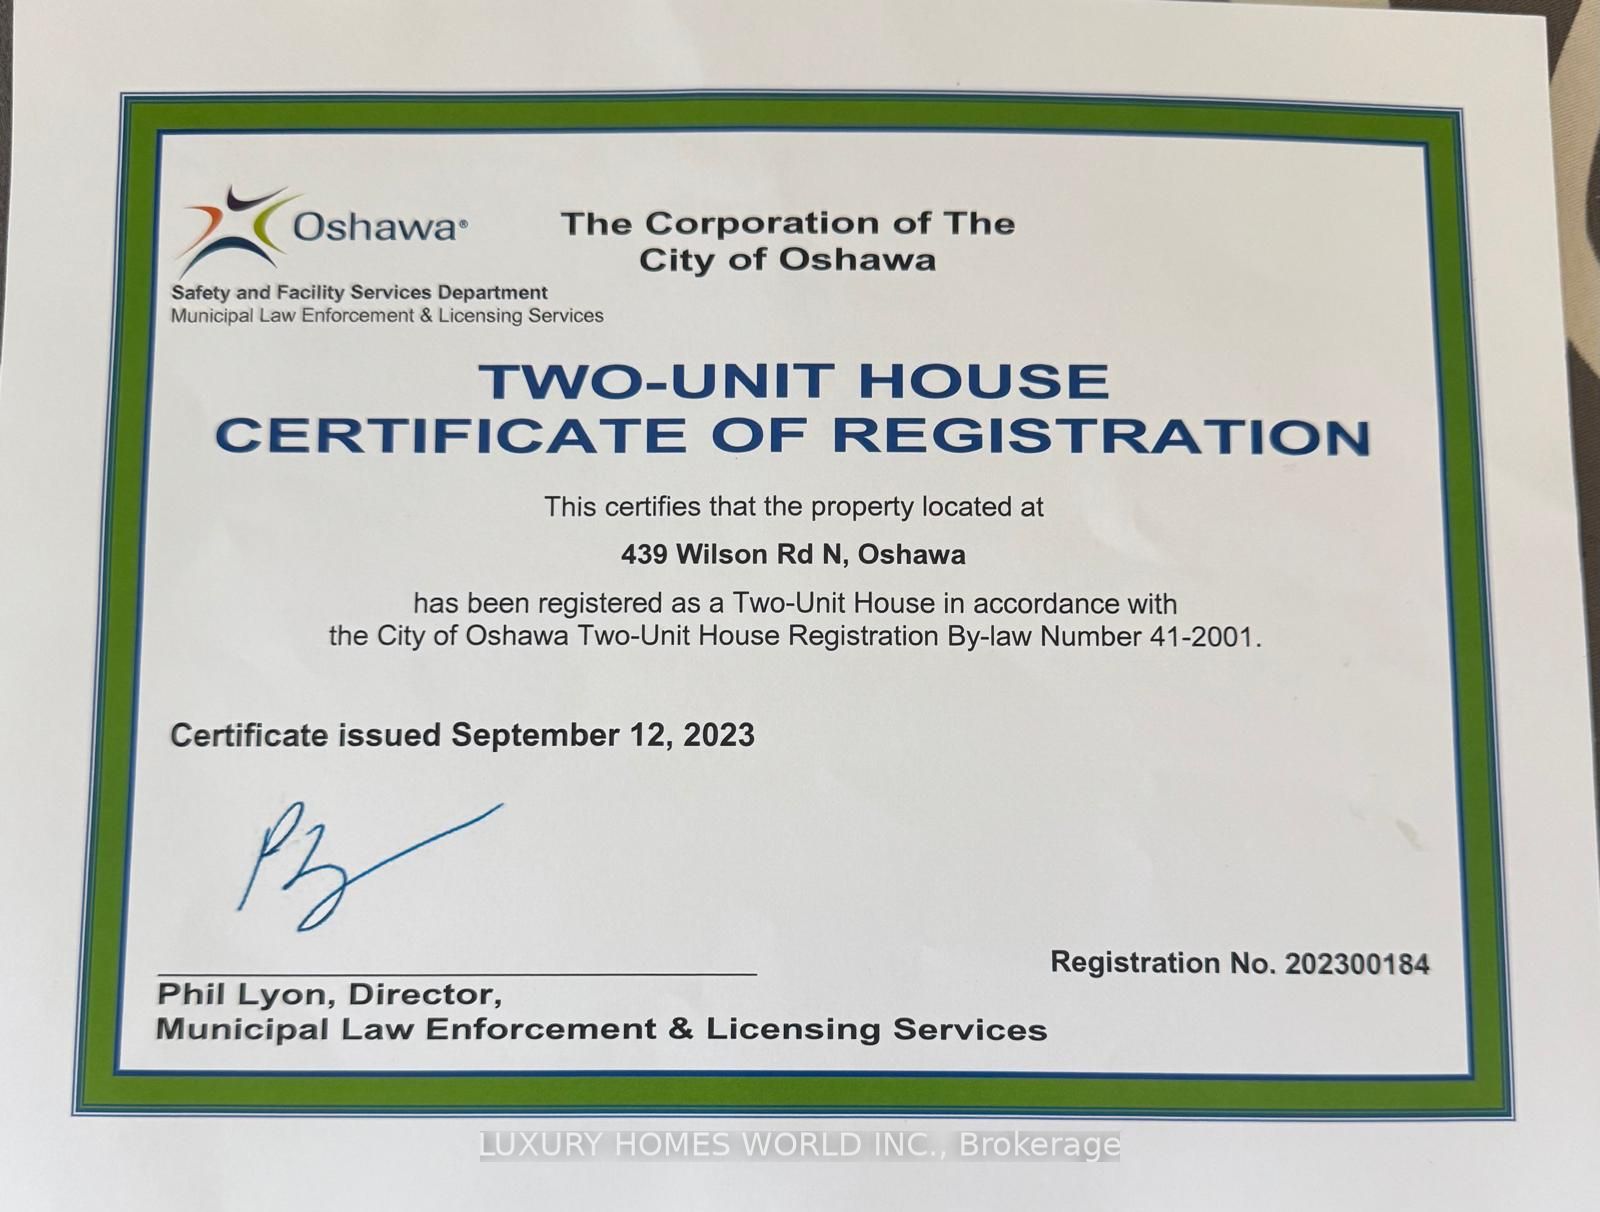 Oshawa®
The Corporation of The
City of Oshawa
Safety and Facility Services Department
Municipal Law Enforcement & Licensing Services
TWO-UNIT HOUSE
CERTIFICATE OF REGISTRATION
This certifies that the property located at
439 Wilson Rd N, Oshawa
has been registered as a Two-Unit House in accordance with
the City of Oshawa Two-Unit House Registration By-law Number 41-2001.
Certificate issued September 12, 2023
Registration No. 202300184
Phil Lyon, Director,
Municipal Law Enforcement & Licensing Services
LUXURY HOMES WORLD INC., Brokerage